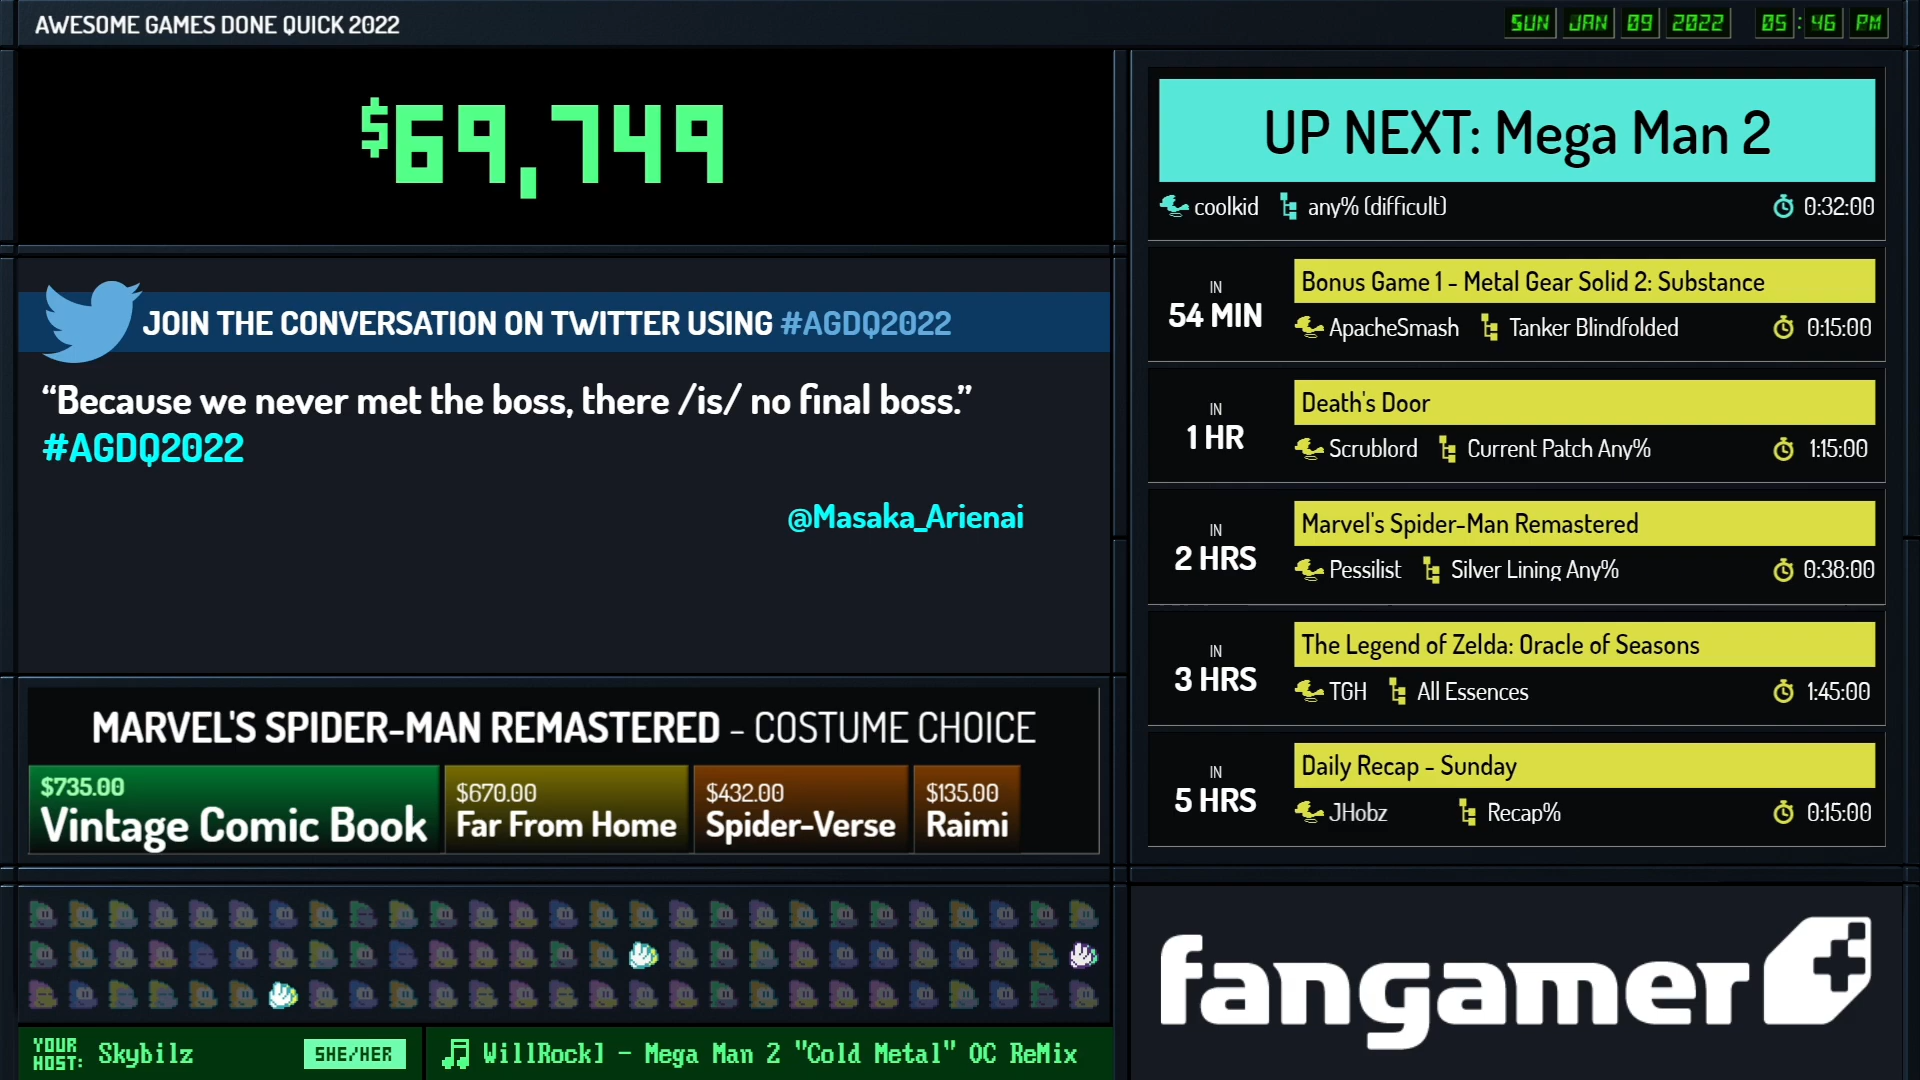 AWESOME GAMES DONE QUICK 2022
SUN JAN 09 2022 05:46 PM
$69,749
JOIN THE CONVERSATION ON TWITTER USING #AGDQ2022
“Because we never met the boss, there /is/ no final boss.”
#AGDQ2022
@Masaka_Arienai
MARVEL'S SPIDER-MAN REMASTERED - COSTUME CHOICE
$735.00
Vintage Comic Book
$670.00
Far From Home
$432.00
Spider-Verse
$135.00
Raimi
YOUR HOST: Skybilz SHE/HER
WillRock] - Mega Man 2 "Cold Metal" OC ReMix
UP NEXT: Mega Man 2
coolkid any% (difficult) 0:32:00
IN
54 MIN
Bonus Game 1 - Metal Gear Solid 2: Substance
ApacheSmash Tanker Blindfolded 0:15:00
IN
1 HR
Death's Door
Scrublord Current Patch Any% 1:15:00
IN
2 HRS
Marvel's Spider-Man Remastered
Pessilist Silver Lining Any% 0:38:00
IN
3 HRS
The Legend of Zelda: Oracle of Seasons
TGH All Essences 1:45:00
IN
5 HRS
Daily Recap - Sunday
JHobz Recap% 0:15:00
fangamer